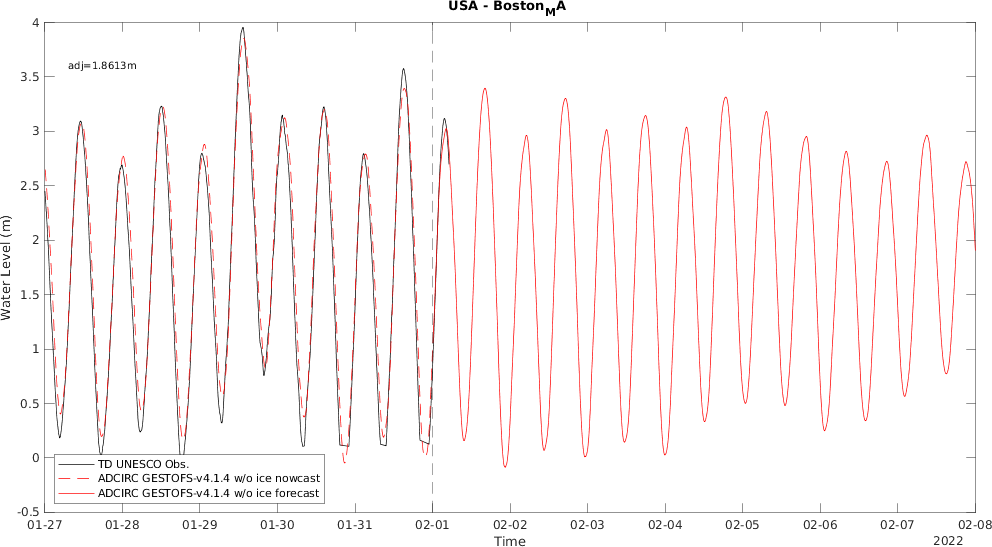 USA - Boston_MA
4
adj=1.8613m
3.5
3
2.5
2
1.5
1
0.5
0
-0.5
Water Level (m)
TD UNESCO Obs.
ADCIRC GESTOFS-v4.1.4 w/o ice nowcast
ADCIRC GESTOFS-v4.1.4 w/o ice forecast
01-27 01-28 01-29 01-30 01-31 02-01 02-02 02-03 02-04 02-05 02-06 02-07 02-08
Time
2022